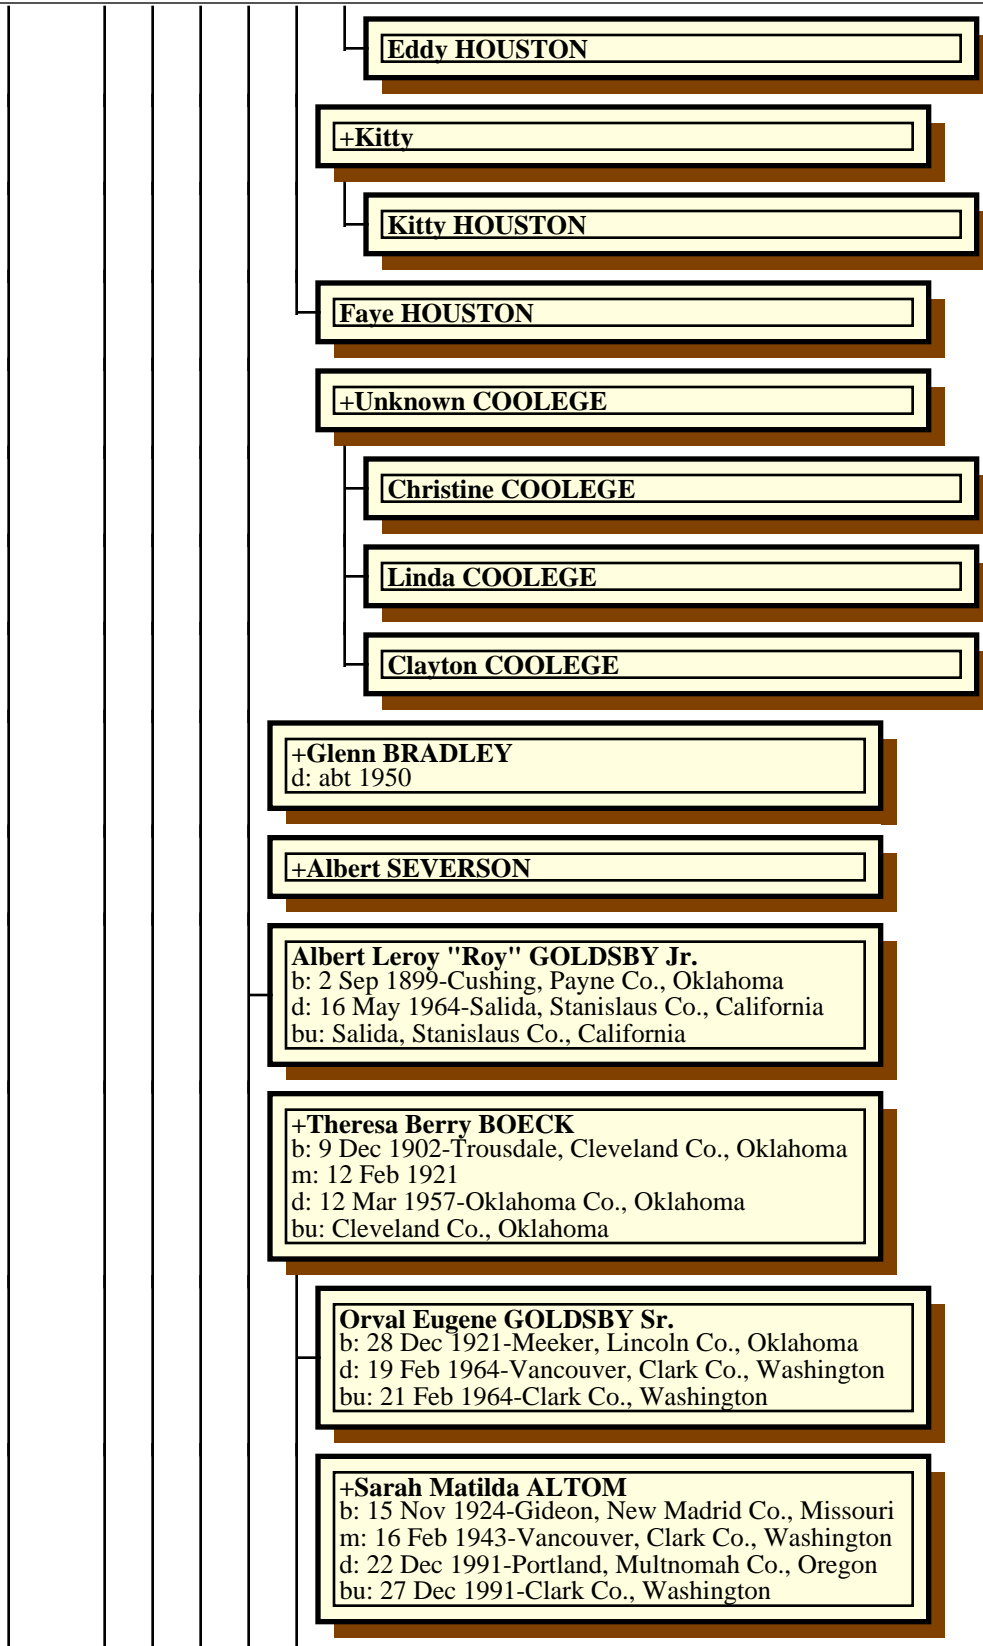 Eddy HOUSTON
+Kitty
Kitty HOUSTON
Faye HOUSTON
+Unknown COOLEGE
Christine COOLEGE
Linda COOLEGE
Clayton COOLEGE
+Glenn BRADLEY
d: abt 1950
+Albert SEVERSON
Albert Leroy "Roy" GOLDSBY Jr.
b: 2 Sep 1899-Cushing, Payne Co., Oklahoma
d: 16 May 1964-Salida, Stanislaus Co., California
bu: Salida, Stanislaus Co., California
+Theresa Berry BOECK
b: 9 Dec 1902-Trousdale, Cleveland Co., Oklahoma
m: 12 Feb 1921
d: 12 Mar 1957-Oklahoma Co., Oklahoma
bu: Cleveland Co., Oklahoma
Orval Eugene GOLDSBY Sr.
b: 28 Dec 1921-Meeker, Lincoln Co., Oklahoma
d: 19 Feb 1964-Vancouver, Clark Co., Washington
bu: 21 Feb 1964-Clark Co., Washington
+Sarah Matilda ALTOM
b: 15 Nov 1924-Gideon, New Madrid Co., Missouri
m: 16 Feb 1943-Vancouver, Clark Co., Washington
d: 22 Dec 1991-Portland, Multnomah Co., Oregon
bu: 27 Dec 1991-Clark Co., Washington